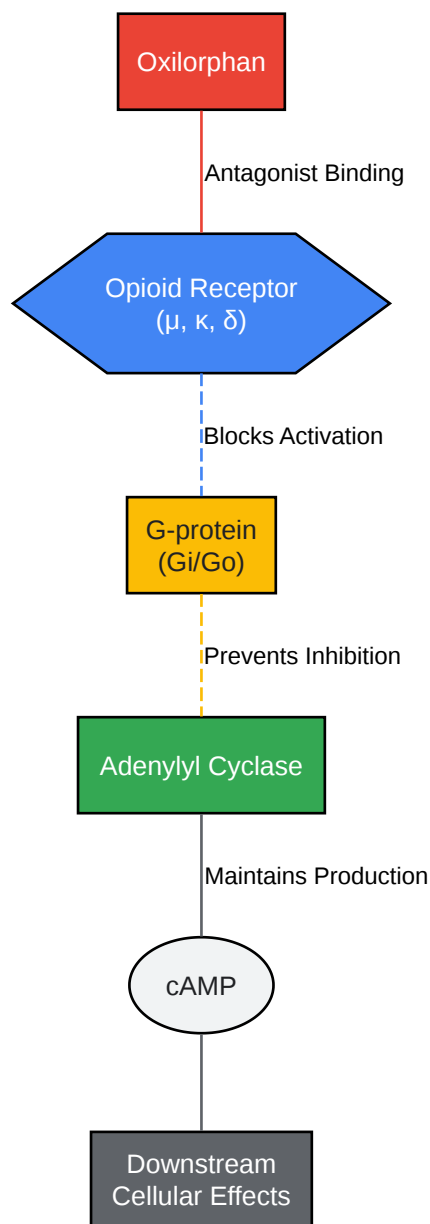 Oxilorphan
Antagonist Binding
Opioid Receptor
(μ, κ, δ)
Blocks Activation
G-protein
(Gi/Go)
Prevents Inhibition
Adenylyl Cyclase
Maintains Production
cAMP
Downstream
Cellular Effects